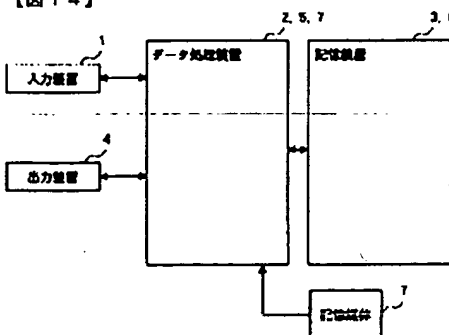 【図14】
1
入力装置
2, 5, 7
データ処理装置
3,
記憶装置
4
出力装置
7
記憶媒体